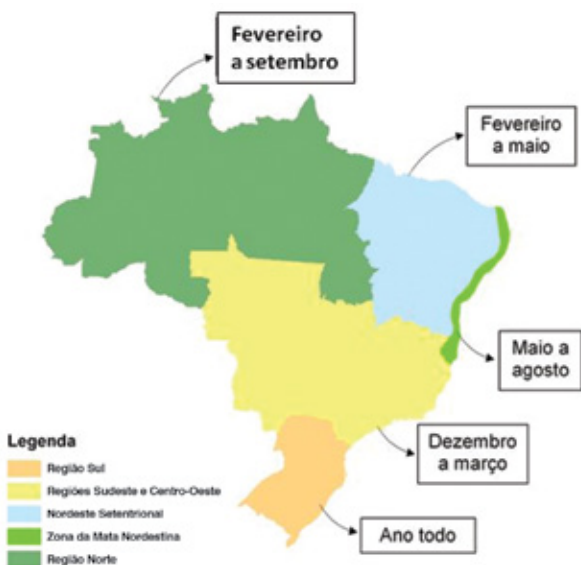 Fevereiro
a setembro
Fevereiro
a maio
Maio a
agosto
Dezembro
a março
Ano todo
Legenda
Região Sul
Regiões Sudeste e Centro-Oeste
Nordeste Setentrional
Zona da Mata Nordestina
Região Norte